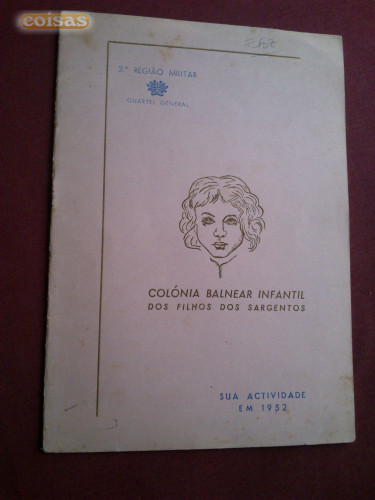 coisas
2.ª REGIÃO MILITAR
QUARTEL GENERAL
COLÓNIA BALNEAR INFANTIL
DOS FILHOS DOS SARGENTOS
SUA ACTIVIDADE
EM 1952